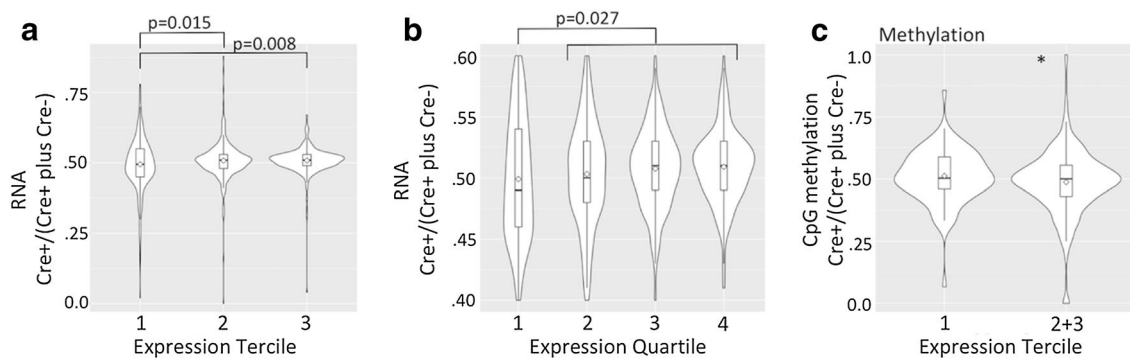 a
p=0.015
p=0.008
RNA
Cre+/(Cre+ plus Cre-)
.75
.50
.25
0.0
1 2 3
Expression Tercile
b
p=0.027
RNA
Cre+/(Cre+ plus Cre-)
.60
.55
.50
.45
.40
1 2 3 4
Expression Quartile
c
Methylation
*
CpG methylation
Cre+/(Cre+ plus Cre-)
1.0
0.75
.50
0.25
0.0
1 2+3
Expression Tercile